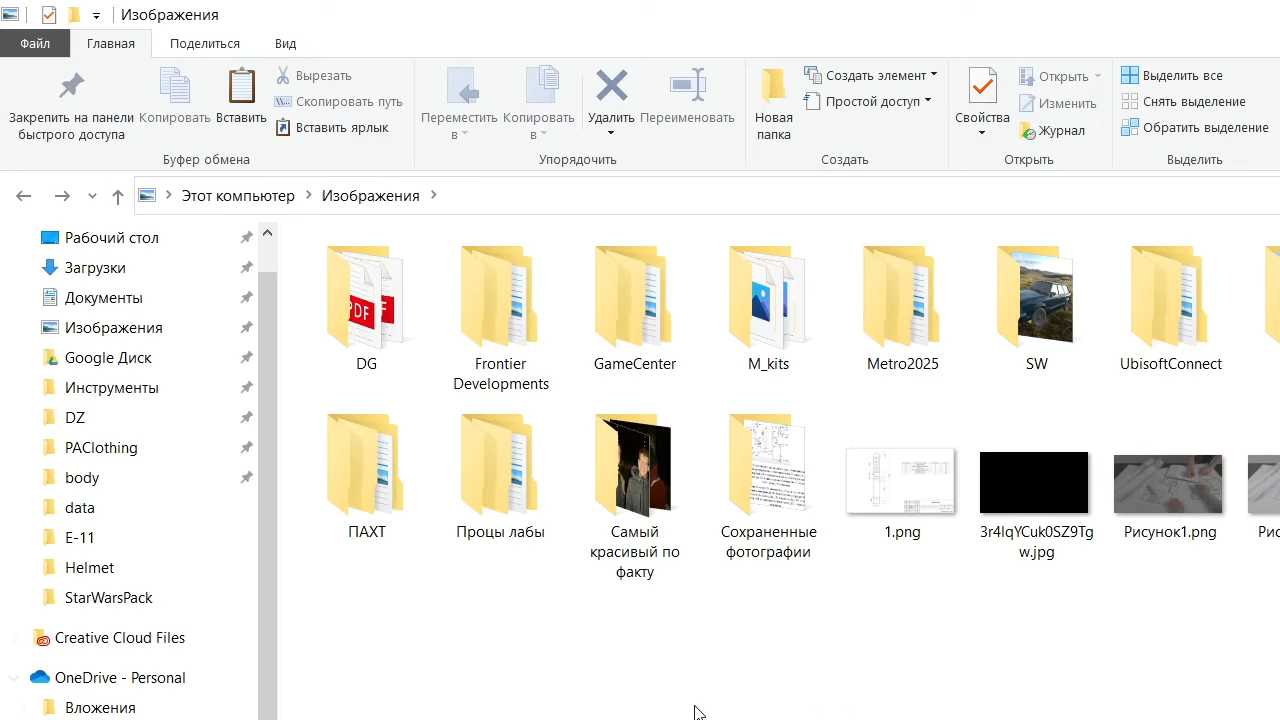 Изображения
Файл
Главная
Поделиться
Вид
Закрепить на панели
быстрого доступа
Копировать
Вставить
Вырезать
Скопировать путь
Вставить ярлык
Буфер обмена
Переместить
в
Копировать
в
Удалить
Переименовать
Упорядочить
Новая
папка
Создать элемент
Простой доступ
Создать
Свойства
Открыть
Изменить
Журнал
Открыть
Выделить все
Снять выделение
Обратить выделение
Выделить
Этот компьютер
Изображения
Рабочий стол
Загрузки
Документы
Изображения
Google Диск
Инструменты
DZ
PAClothing
body
data
E-11
Helmet
StarWarsPack
Creative Cloud Files
OneDrive - Personal
Вложения
DG
Frontier
Developments
GameCenter
M_kits
Metro2025
SW
UbisoftConnect
ПАХТ
Процы лабы
Самый
красивый по
факту
Сохраненные
фотографии
1.png
w.jpg
Рисунок1.png
PDF